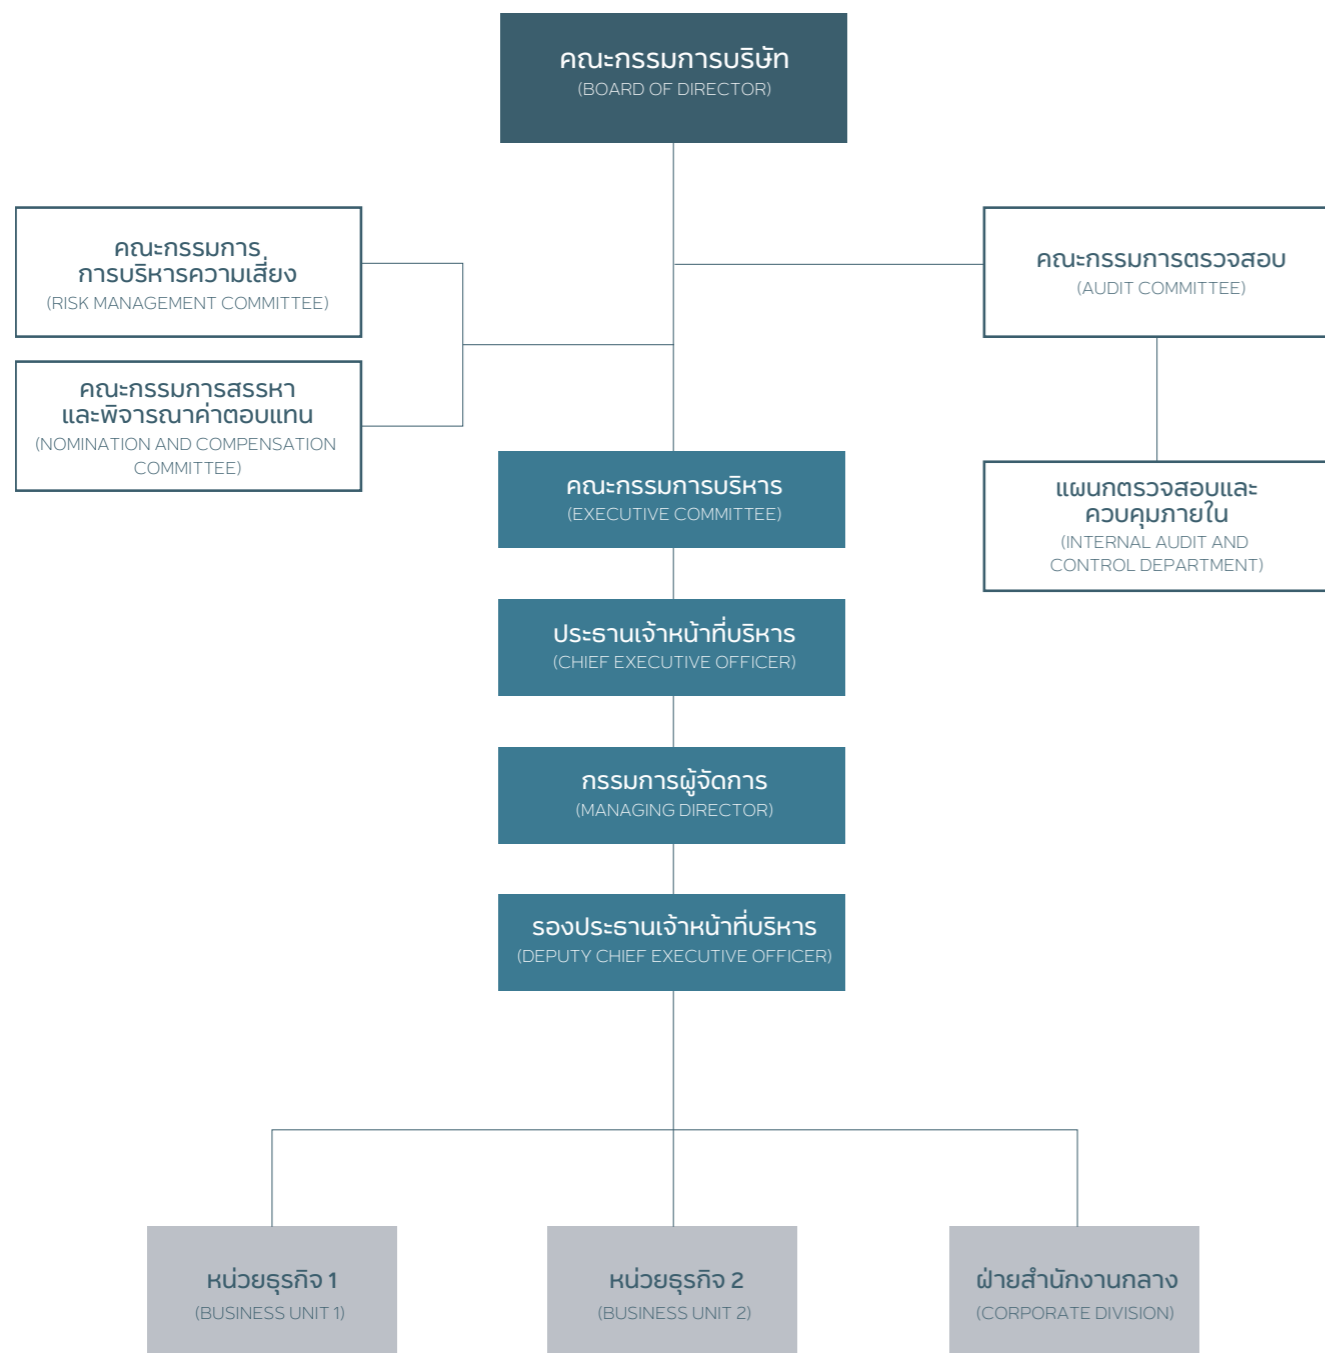 คณะกรรมการบริษัท
(BOARD OF DIRECTOR)
คณะกรรมการ
การบริหารความเสี่ยง
(RISK MANAGEMENT COMMITTEE)
คณะกรรมการตรวจสอบ
(AUDIT COMMITTEE)
คณะกรรมการสรรหา
และพิจารณาค่าตอบแทน
(NOMINATION AND COMPENSATION
COMMITTEE)
คณะกรรมการบริหาร
(EXECUTIVE COMMITTEE)
แผนกตรวจสอบและ
ควบคุมภายใน
(INTERNAL AUDIT AND
CONTROL DEPARTMENT)
ประธานเจ้าหน้าที่บริหาร
(CHIEF EXECUTIVE OFFICER)
กรรมการผู้จัดการ
(MANAGING DIRECTOR)
รองประธานเจ้าหน้าที่บริหาร
(DEPUTY CHIEF EXECUTIVE OFFICER)
หน่วยธุรกิจ 1
(BUSINESS UNIT 1)
หน่วยธุรกิจ 2
(BUSINESS UNIT 2)
ฝ่ายสำนักงานกลาง
(CORPORATE DIVISION)